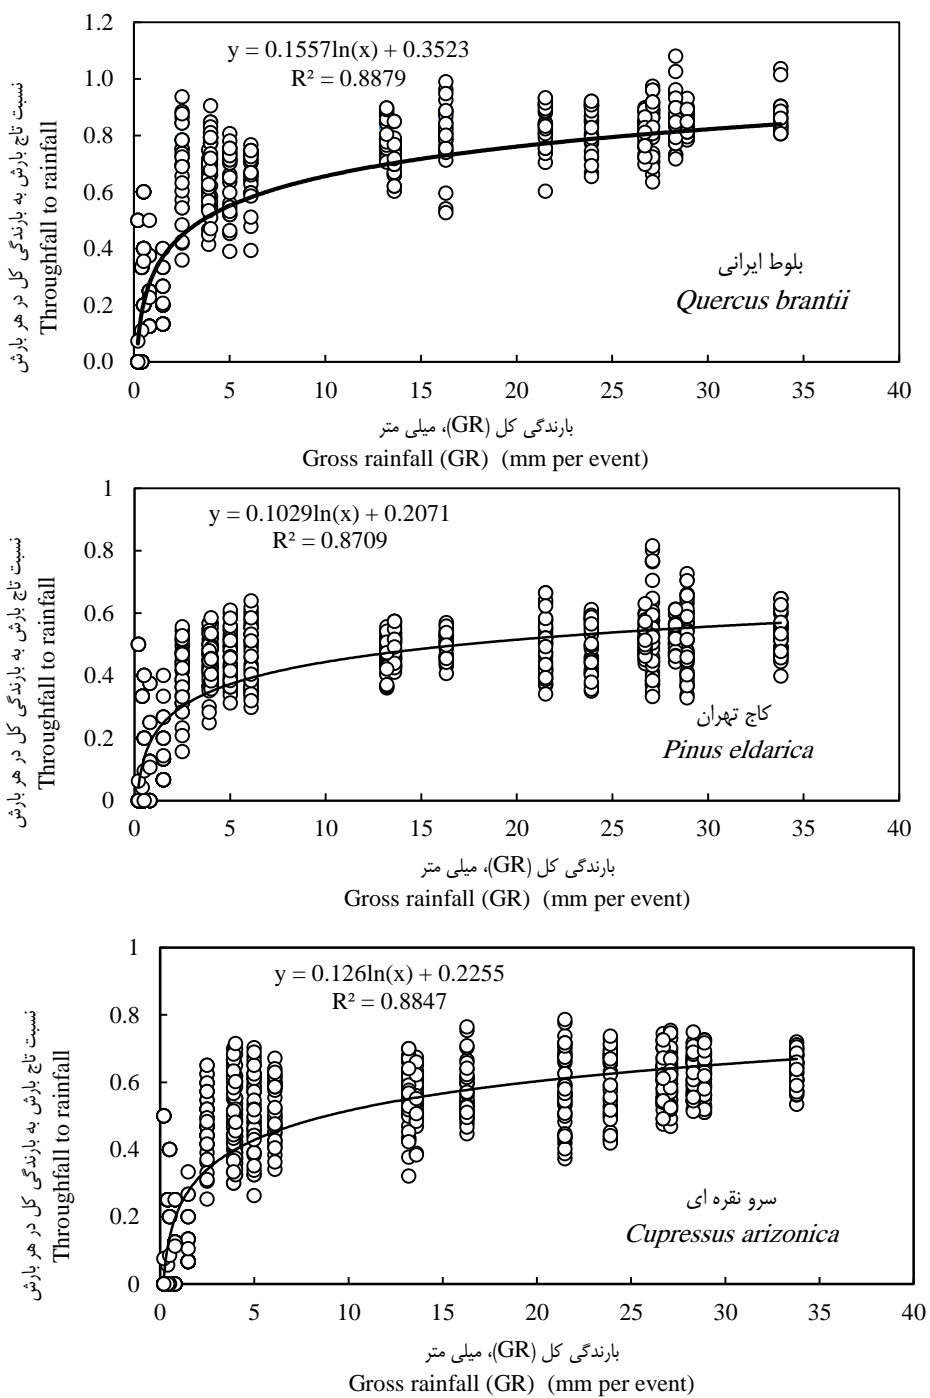 نسبت تاج بارش به بارندگی کل در هر بارش
Throughfall to rainfall
1.2
1.0
0.8
0.6
0.4
0.2
0.0
y = 0.1557ln(x) + 0.3523
R² = 0.8879
بلوط ایرانی
Quercus brantii
0 5 10 15 20 25 30 35 40
بارندگی کل (GR)، میلی متر
Gross rainfall (GR) (mm per event)
نسبت تاج بارش به بارندگی کل در هر بارش
Throughfall to rainfall
1
0.8
0.6
0.4
0.2
0
y = 0.1029ln(x) + 0.2071
R² = 0.8709
کاج تهران
Pinus eldarica
0 5 10 15 20 25 30 35 40
بارندگی کل (GR)، میلی متر
Gross rainfall (GR) (mm per event)
نسبت تاج بارش به بارندگی کل در هر بارش
Throughfall to rainfall
1
0.8
0.6
0.4
0.2
0
y = 0.126ln(x) + 0.2255
R² = 0.8847
سرو نقره ای
Cupressus arizonica
0 5 10 15 20 25 30 35 40
بارندگی کل (GR)، میلی متر
Gross rainfall (GR) (mm per event)